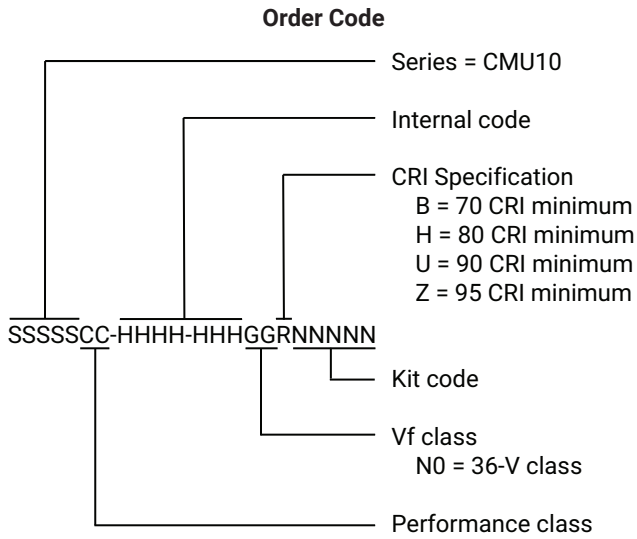 Order Code
Series = CMU10
Internal code
CRI Specification
B = 70 CRI minimum
H = 80 CRI minimum
U = 90 CRI minimum
Z = 95 CRI minimum
SSSSSCC-HHHH-HHHGGRNNNNN
Kit code
Vf class
N0 = 36-V class
Performance class